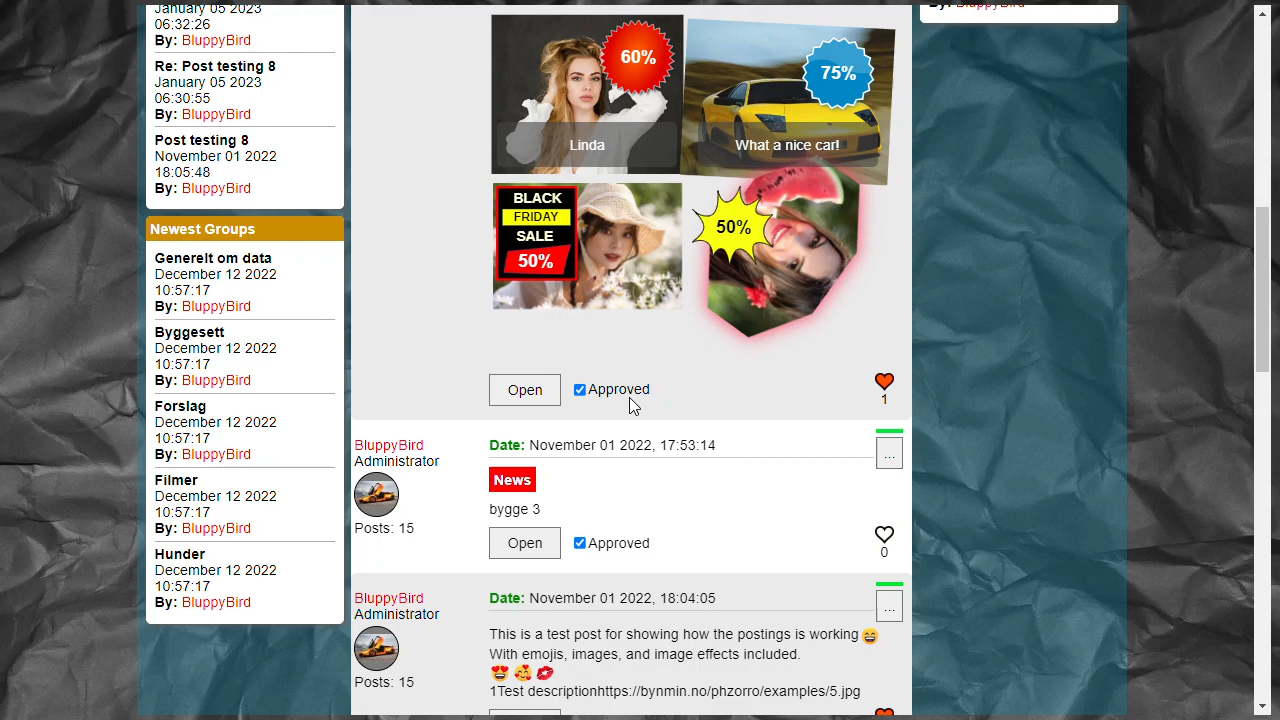 January 05 2023
06:32:26
By: BluppyBird
Re: Post testing 8
January 05 2023
06:30:55
By: BluppyBird
Post testing 8
November 01 2022
18:05:48
By: BluppyBird
Newest Groups
Generelt om data
December 12 2022
10:57:17
By: BluppyBird
Byggesett
December 12 2022
10:57:17
By: BluppyBird
Forslag
December 12 2022
10:57:17
By: BluppyBird
Filmer
December 12 2022
10:57:17
By: BluppyBird
Hunder
December 12 2022
10:57:17
By: BluppyBird
60%
Linda
75%
What a nice car!
BLACK
FRIDAY
SALE
50%
50%
Open
Approved
1
BluppyBird
Administrator
Posts: 15
Date: November 01 2022, 17:53:14
...
News
bygge 3
Open
Approved
0
BluppyBird
Administrator
Posts: 15
Date: November 01 2022, 18:04:05
...
This is a test post for showing how the postings is working😄
With emojis, images, and image effects included.
😍 🥰 💋
1Test descriptionhttps://bynmin.no/phzorro/examples/5.jpg
By: BluppyBird